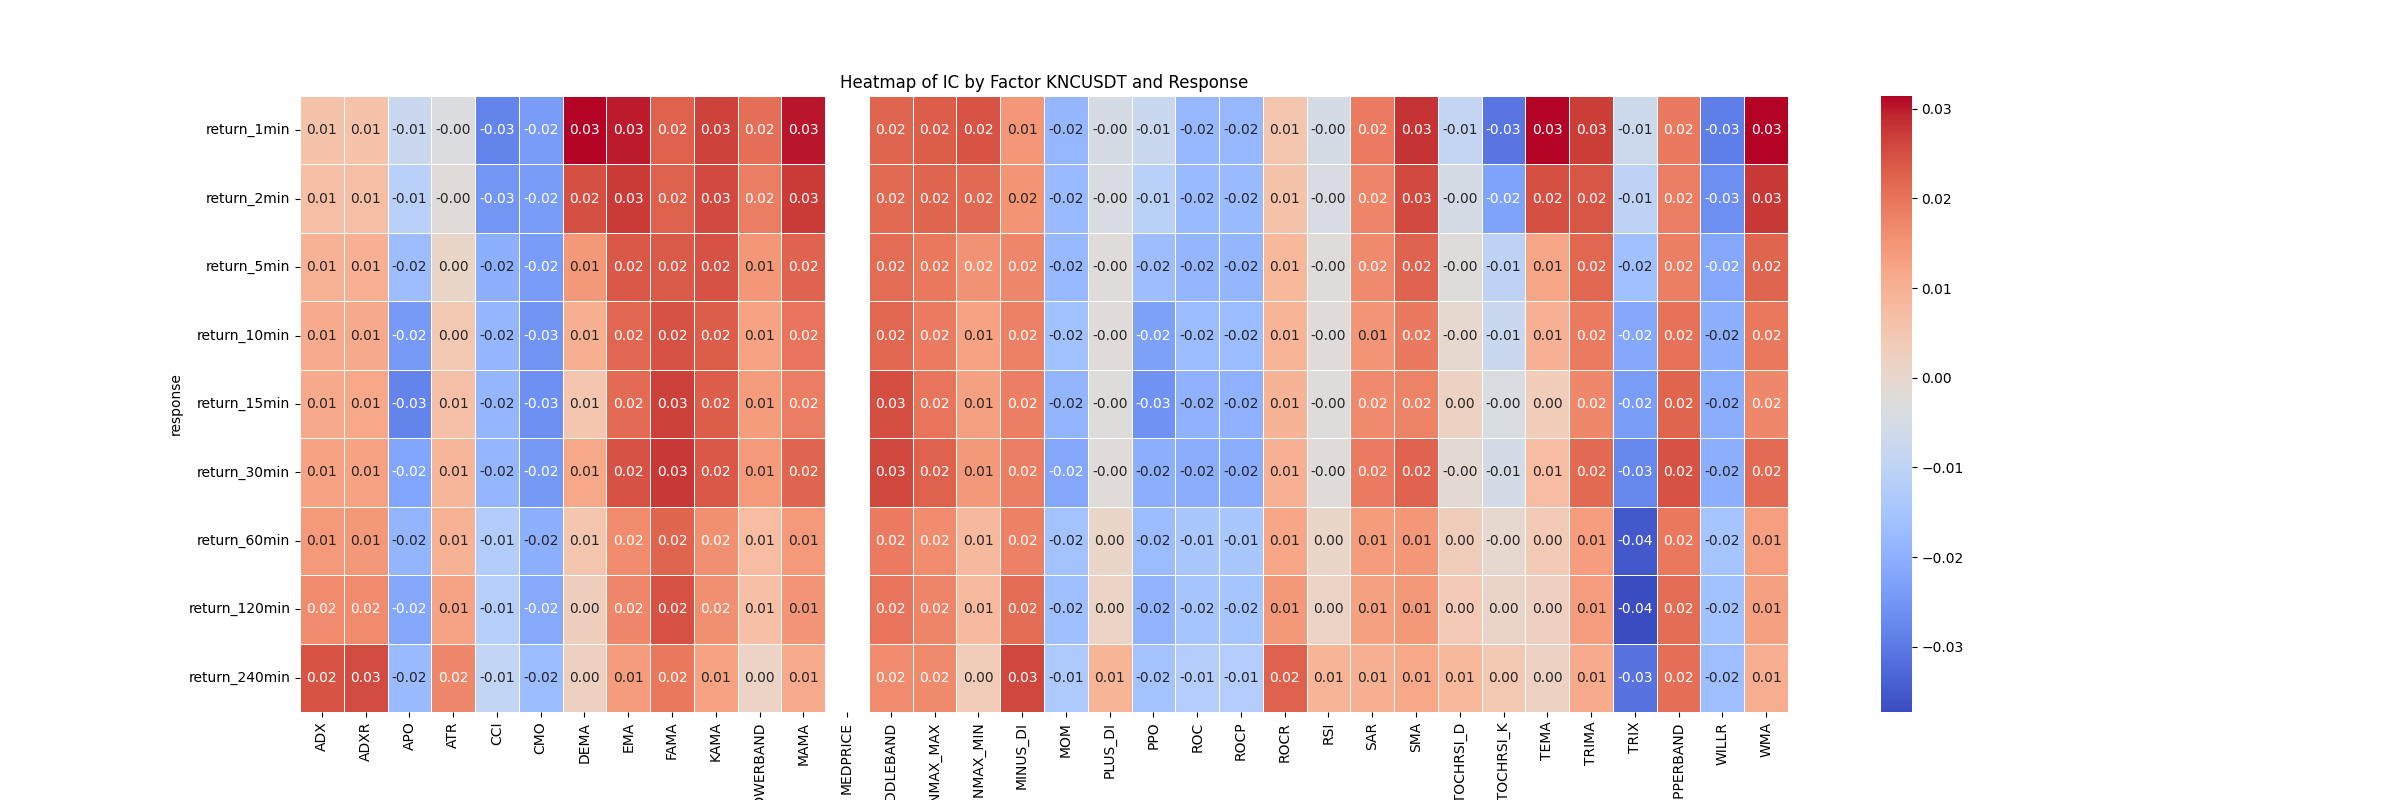 Heatmap of IC by Factor KNCUSDT and Response
response
return_1min 0.01 0.01 -0.01 -0.00 -0.03 -0.02 0.03 0.03 0.02 0.03 0.02 0.03 0.02 0.02 0.02 0.01 -0.02 -0.00 -0.01 -0.02 -0.02 0.01 -0.00 0.02 0.03 -0.01 -0.03 0.03 0.03 -0.01 0.02 -0.03 0.03
return_2min 0.01 0.01 -0.01 -0.00 -0.03 -0.02 0.02 0.03 0.02 0.03 0.02 0.03 0.02 0.02 0.02 0.02 -0.02 -0.00 -0.01 -0.02 -0.02 0.01 -0.00 0.02 0.03 -0.00 -0.02 0.02 0.02 -0.01 0.02 -0.03 0.03
return_5min 0.01 0.01 -0.02 0.00 -0.02 -0.02 0.01 0.02 0.02 0.02 0.01 0.02 0.02 0.02 0.02 0.02 -0.02 -0.00 -0.02 -0.02 -0.02 0.01 -0.00 0.02 0.02 -0.00 -0.01 0.01 0.02 -0.02 0.02 -0.02 0.02
return_10min 0.01 0.01 -0.02 0.00 -0.02 -0.03 0.01 0.02 0.02 0.02 0.01 0.02 0.02 0.02 0.01 0.02 -0.02 -0.00 -0.02 -0.02 -0.02 0.01 -0.00 0.01 0.02 -0.00 -0.01 0.01 0.02 -0.02 0.02 -0.02 0.02
return_15min 0.01 0.01 -0.03 0.01 -0.02 -0.03 0.01 0.02 0.03 0.02 0.01 0.02 0.03 0.02 0.01 0.02 -0.02 -0.00 -0.03 -0.02 -0.02 0.01 -0.00 0.02 0.02 0.00 -0.00 0.00 0.02 -0.02 0.02 -0.02 0.02
return_30min 0.01 0.01 -0.02 0.01 -0.02 -0.02 0.01 0.02 0.03 0.02 0.01 0.02 0.03 0.02 0.01 0.02 -0.02 -0.00 -0.02 -0.02 -0.02 0.01 -0.00 0.02 0.02 -0.00 -0.01 0.01 0.02 -0.03 0.02 -0.02 0.02
return_60min 0.01 0.01 -0.02 0.01 -0.01 -0.02 0.01 0.02 0.02 0.02 0.01 0.01 0.02 0.02 0.01 0.02 -0.02 0.00 -0.02 -0.01 -0.01 0.01 0.00 0.01 0.01 0.00 -0.00 0.00 0.01 -0.04 0.02 -0.02 0.01
return_120min 0.02 0.02 -0.02 0.01 -0.01 -0.02 0.00 0.02 0.02 0.02 0.01 0.01 0.02 0.02 0.01 0.02 -0.02 0.00 -0.02 -0.02 -0.02 0.01 0.00 0.01 0.01 0.00 0.00 0.00 0.01 -0.04 0.02 -0.02 0.01
return_240min 0.02 0.03 -0.02 0.02 -0.01 -0.02 0.00 0.01 0.02 0.01 0.00 0.01 0.02 0.02 0.00 0.03 -0.01 0.01 -0.02 -0.01 -0.01 0.02 0.01 0.01 0.01 0.01 0.00 0.00 0.01 -0.03 0.02 -0.02 0.01
ADX
ADXR
APO
ATR
CCI
CMO
DEMA
EMA
FAMA
KAMA
OWERBAND
MAMA
MEDPRICE
DDLEBAND
NMAX_MAX
NMAX_MIN
MINUS_DI
MOM
PLUS_DI
PPO
ROC
ROCP
ROCR
RSI
SAR
SMA
TOCHRSI_D
TOCHRSI_K
TEMA
TRIMA
TRIX
PPERBAND
WILLR
WMA
0.03
0.02
0.01
0.00
−0.01
−0.02
−0.03